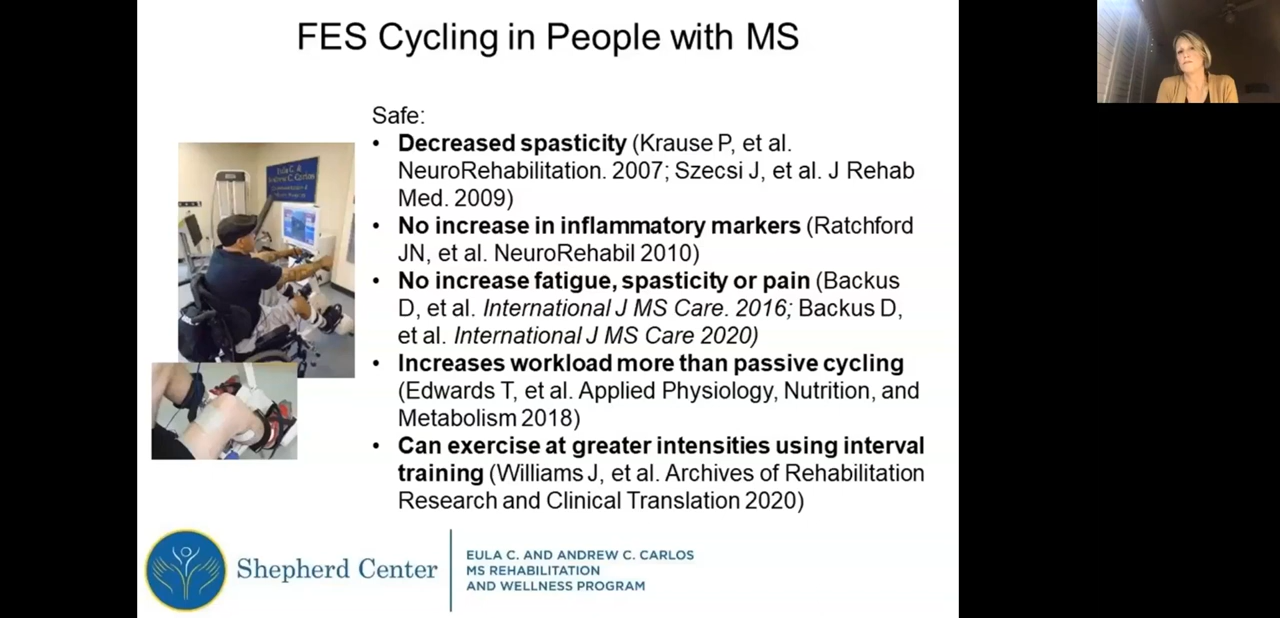 FES Cycling in People with MS
Safe:
• Decreased spasticity (Krause P, et al.
NeuroRehabilitation. 2007; Szecsi J, et al. J Rehab
Med. 2009)
• No increase in inflammatory markers (Ratchford
JN, et al. NeuroRehabil 2010)
• No increase fatigue, spasticity or pain (Backus
D, et al. International J MS Care. 2016; Backus D,
et al. International J MS Care 2020)
• Increases workload more than passive cycling
(Edwards T, et al. Applied Physiology, Nutrition, and
Metabolism 2018)
• Can exercise at greater intensities using interval
training (Williams J, et al. Archives of Rehabilitation
Research and Clinical Translation 2020)
Eula C. &
Andrew C. Carlos
Shepherd Center
EULA C. AND ANDREW C. CARLOS
MS REHABILITATION
AND WELLNESS PROGRAM